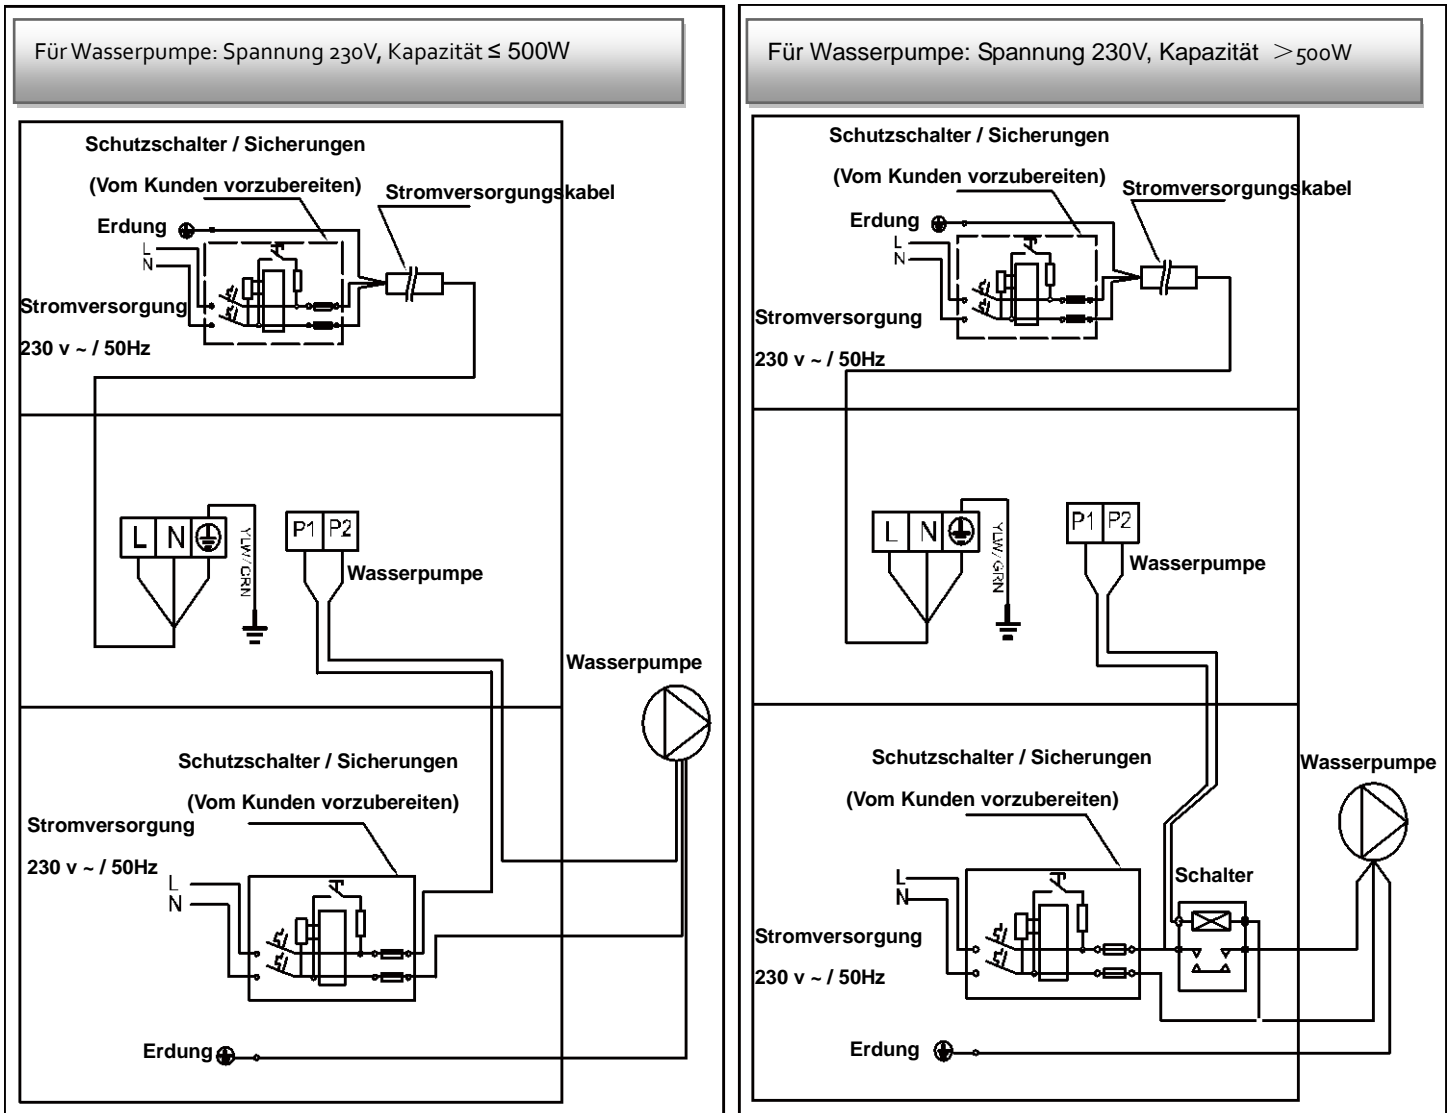 Für Wasserpumpe: Spannung 230V, Kapazität ≤ 500W
Schutzschalter / Sicherungen
(Vom Kunden vorzubereiten)
Stromversorgungskabel
Erdung
L
N
Stromversorgung
230 v ~ / 50Hz
L N
YLW/GRN
P1 P2
Wasserpumpe
Wasserpumpe
Schutzschalter / Sicherungen
(Vom Kunden vorzubereiten)
Stromversorgung
230 v ~ / 50Hz
L
N
Erdung
Für Wasserpumpe: Spannung 230V, Kapazität >500W
Schutzschalter / Sicherungen
(Vom Kunden vorzubereiten)
Stromversorgungskabel
Erdung
L
N
Stromversorgung
230 v ~ / 50Hz
L N
YLW/GRN
P1 P2
Wasserpumpe
Schutzschalter / Sicherungen
(Vom Kunden vorzubereiten)
Wasserpumpe
L
N
Schalter
Stromversorgung
230 v ~ / 50Hz
Erdung